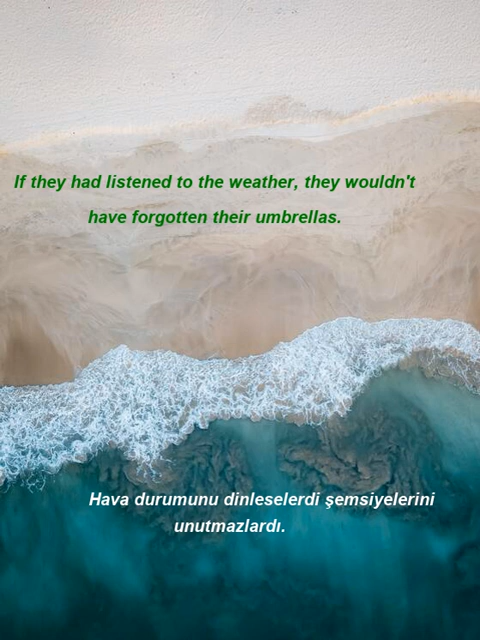 If they had listened to the weather, they wouldn't
have forgotten their umbrellas.
Hava durumunu dinleselerdi şemsiyelerini
unutmazlardı.